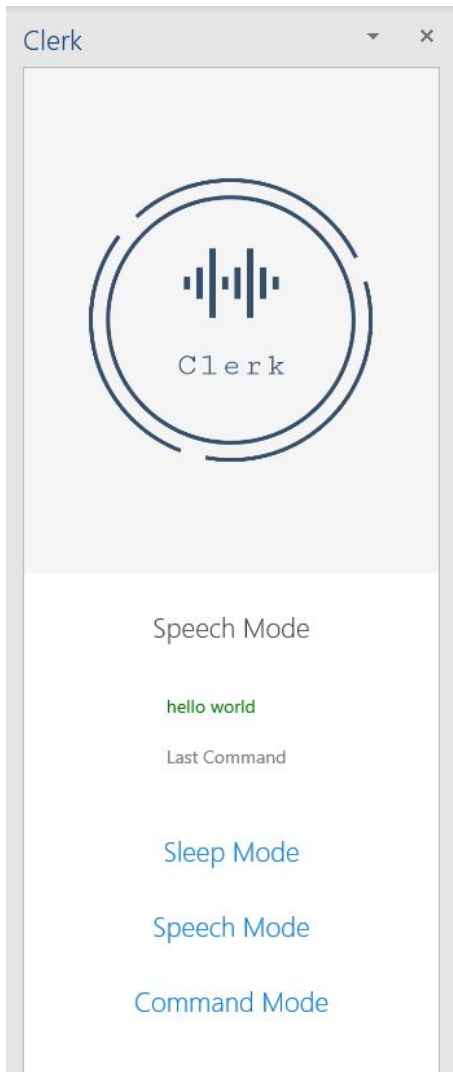 Clerk
Clerk
Speech Mode
hello world
Last Command
Sleep Mode
Speech Mode
Command Mode